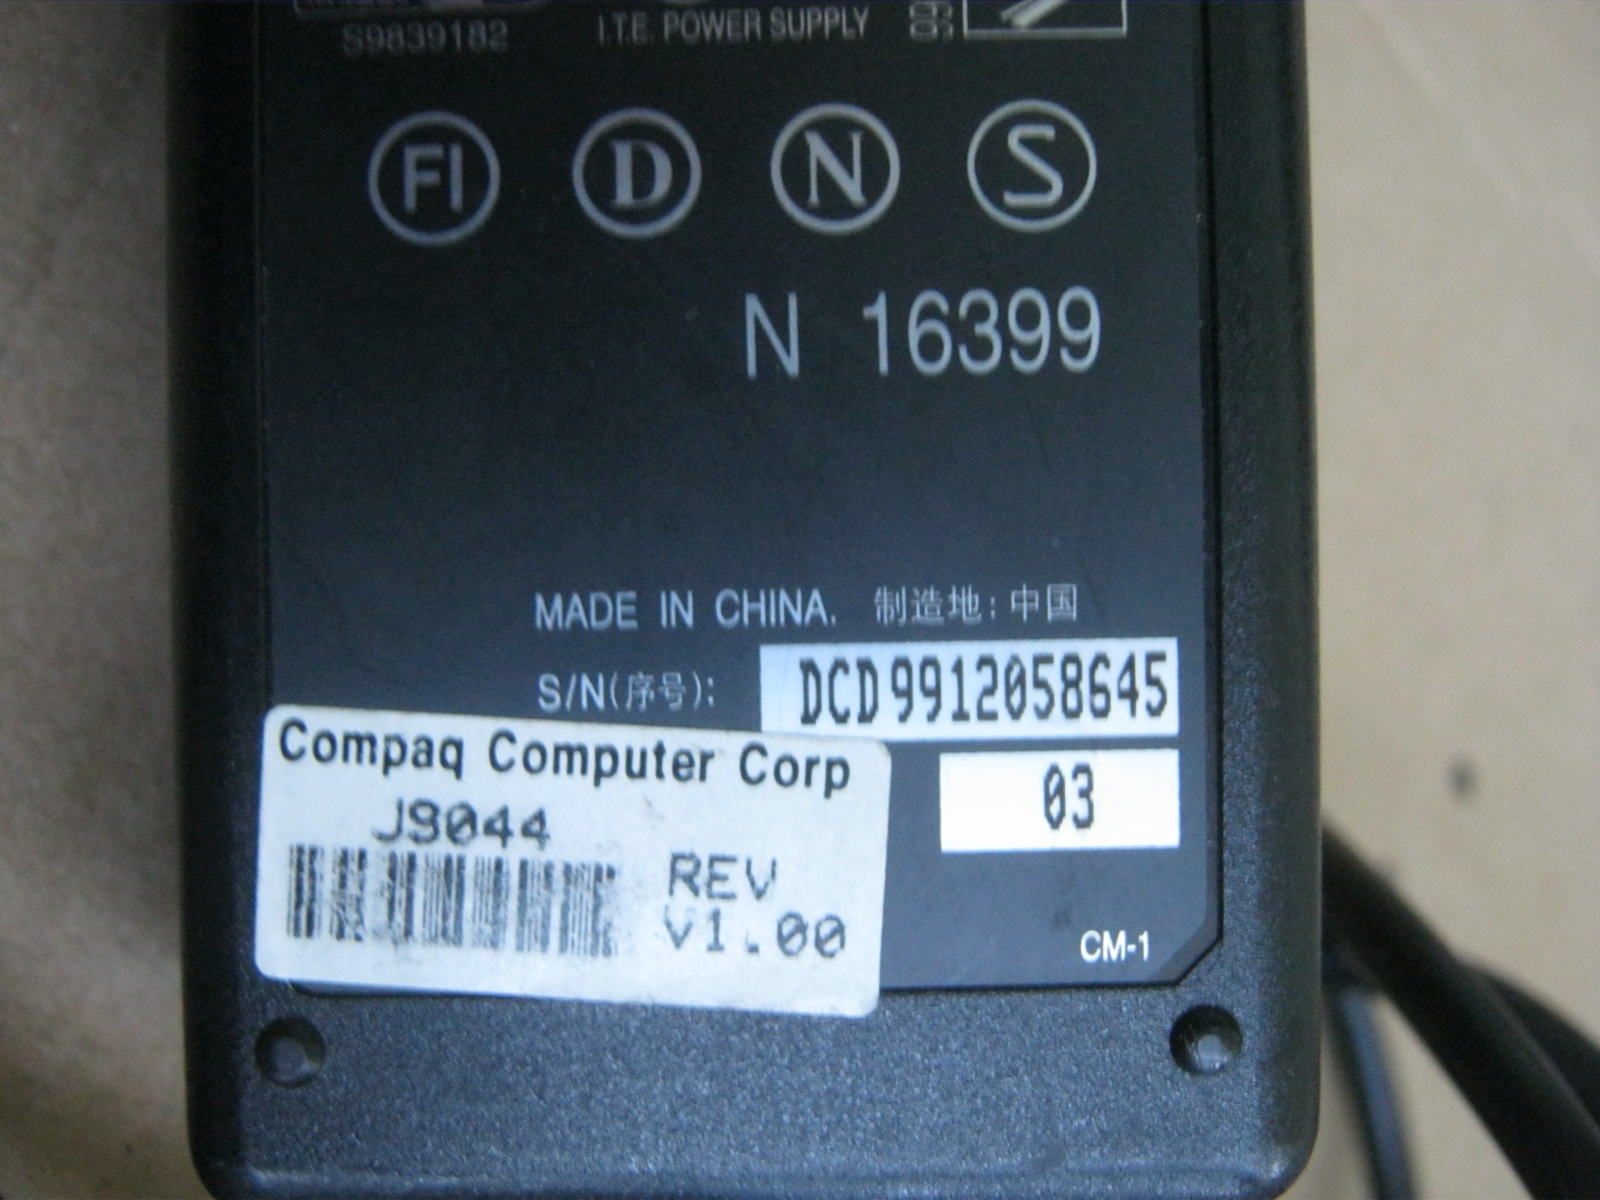 S9839182
I.T.E. POWER SUPPLY
FI D N S
N 16399
MADE IN CHINA. 制造地: 中国
S/N(序号): DCD9912058645
03
Compaq Computer Corp
J9044
REV
V1.00
CM-1